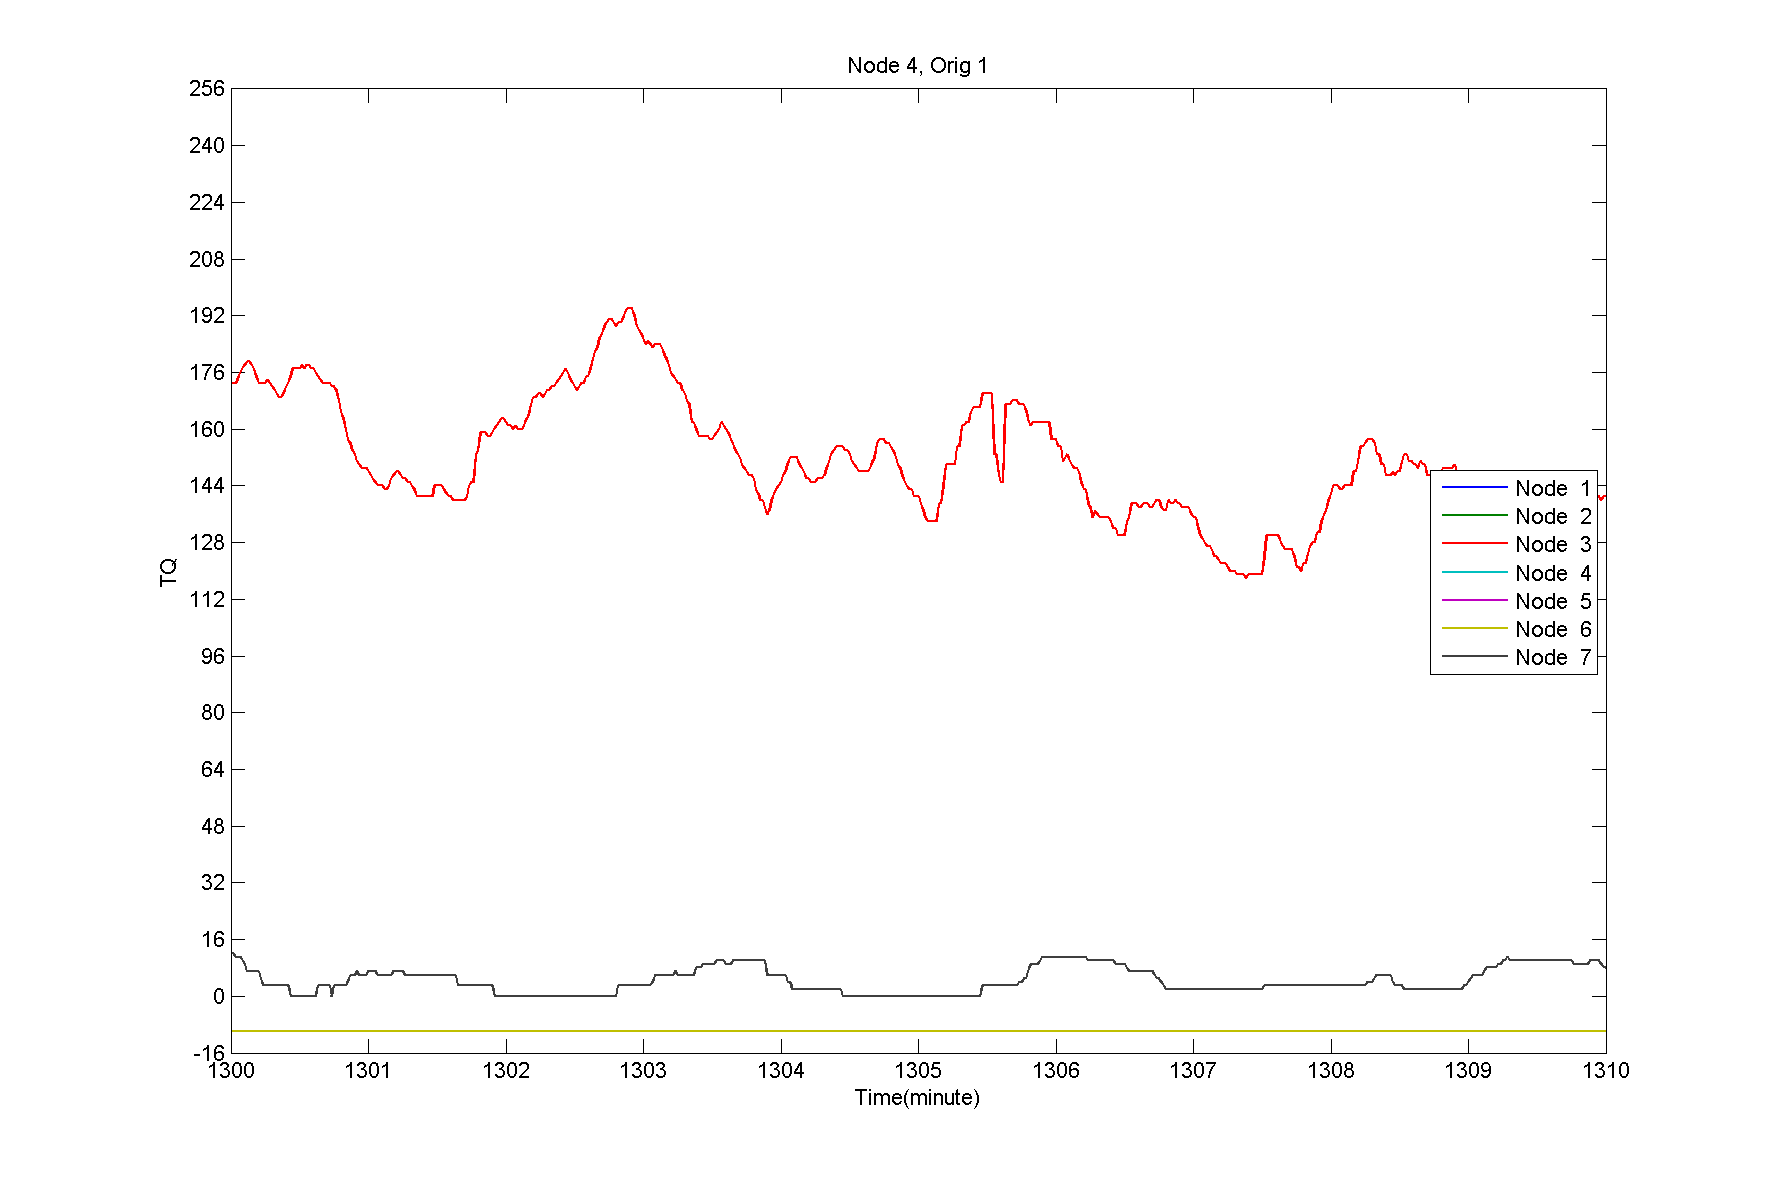 Node 4, Orig 1
256
240
224
208
192
176
160
144
128
112
96
80
64
48
32
16
0
-16
TQ
Node 1
Node 2
Node 3
Node 4
Node 5
Node 6
Node 7
1300 1301 1302 1303 1304 1305 1306 1307 1308 1309 1310
Time(minute)